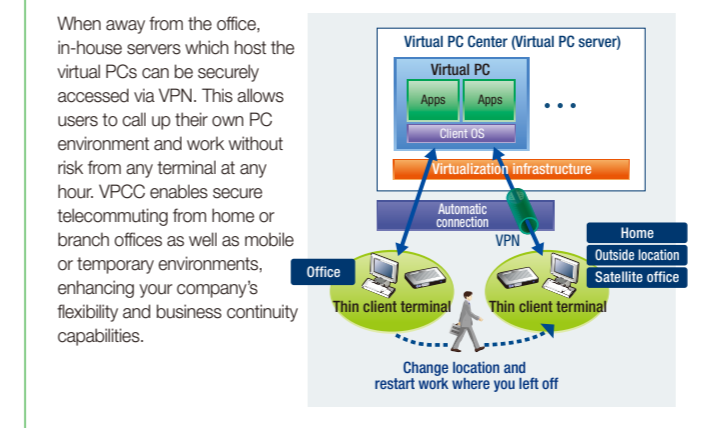 When away from the office,
in-house servers which host the
virtual PCs can be securely
accessed via VPN. This allows
users to call up their own PC
environment and work without
risk from any terminal at any
hour. VPCC enables secure
telecommuting from home or
branch offices as well as mobile
or temporary environments,
enhancing your company's
flexibility and business continuity
capabilities.
Virtual PC Center (Virtual PC server)
Virtual PC
Apps Apps
Client OS
Virtualization infrastructure
Automatic
connection
VPN
Home
Outside location
Satellite office
Office
Thin client terminal
Thin client terminal
Change location and
restart work where you left off